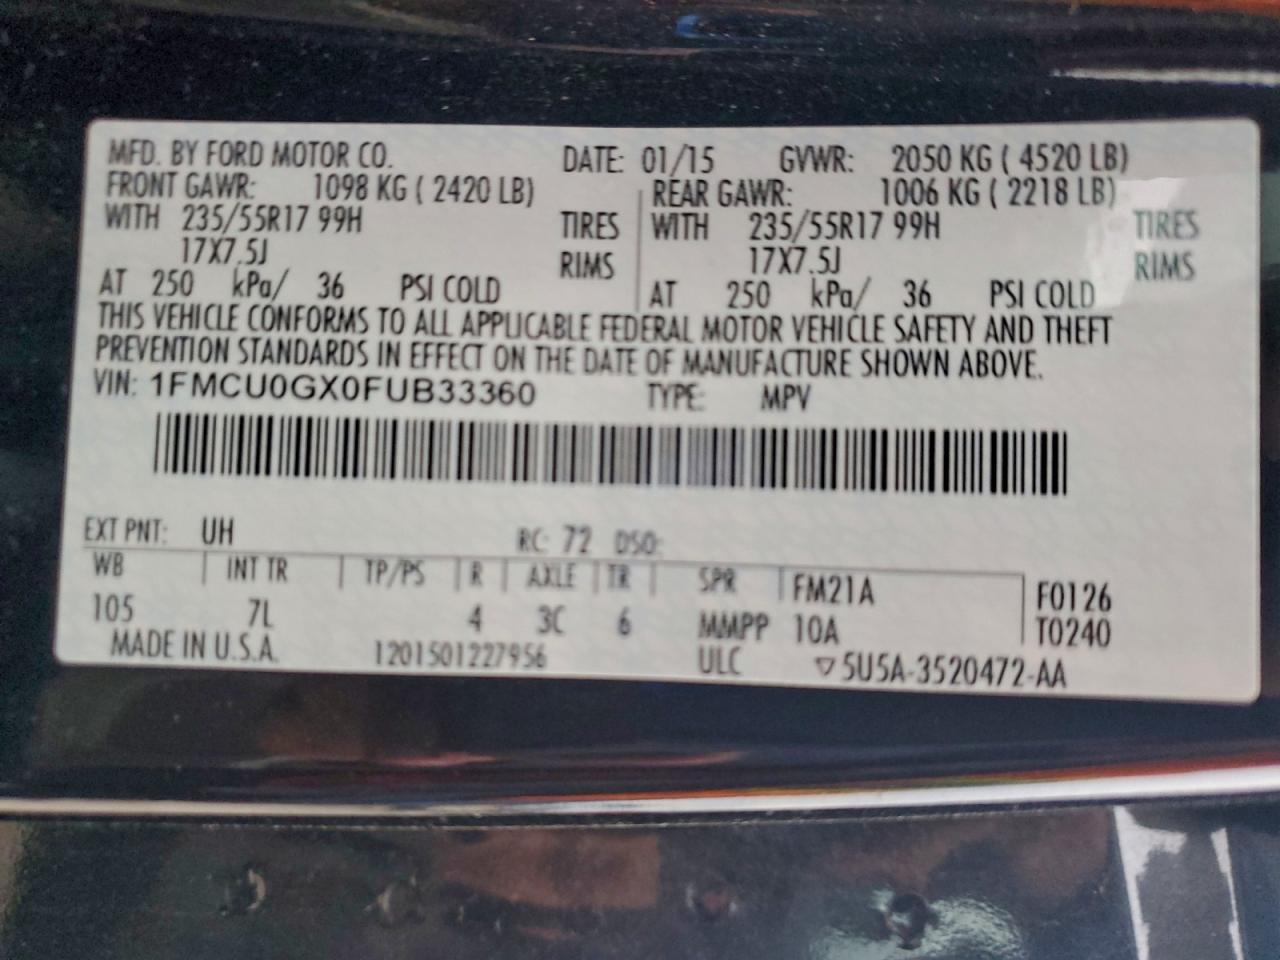 MFD. BY FORD MOTOR CO. DATE: 01/15 GVWR: 2050 KG ( 4520 LB)
FRONT GAWR: 1098 KG ( 2420 LB) REAR GAWR: 1006 KG ( 2218 LB)
WITH 235/55R17 99H TIRES WITH 235/55R17 99H TIRES
17X7.5J RIMS 17X7.5J RIMS
AT 250 kPa/ 36 PSI COLD AT 250 kPa/ 36 PSI COLD
THIS VEHICLE CONFORMS TO ALL APPLICABLE FEDERAL MOTOR VEHICLE SAFETY AND THEFT
PREVENTION STANDARDS IN EFFECT ON THE DATE OF MANUFACTURE SHOWN ABOVE.
VIN: 1FMCU0GX0FUB33360 TYPE: MPV
EXT PNT: UH RC: 72 DSO:
WB INT TR TP/PS R AXLE TR SPR FM21A F0126
105 7L 4 3C 6 MMPP 10A T0240
MADE IN U.S.A. 1201501227956 ULC ▽5U5A-3520472-AA